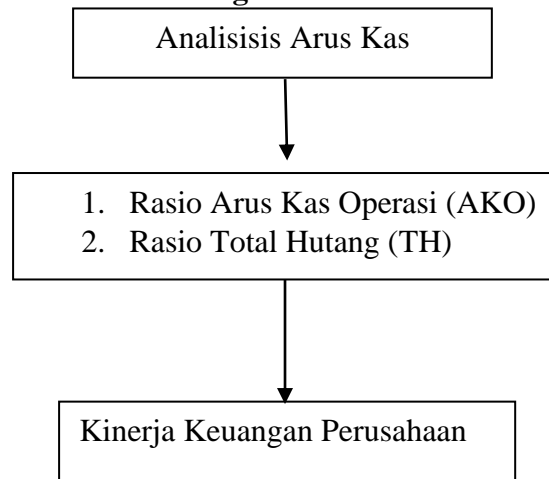 Analisisis Arus Kas
1. Rasio Arus Kas Operasi (AKO)
2. Rasio Total Hutang (TH)
Kinerja Keuangan Perusahaan